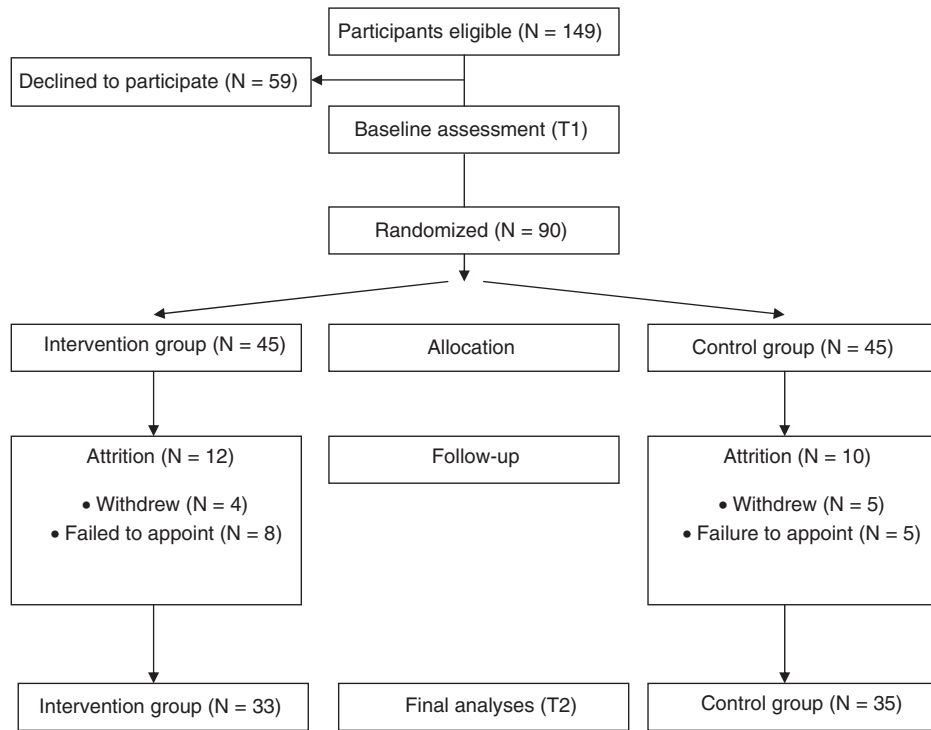 Participants eligible (N = 149)
Declined to participate (N = 59)
Baseline assessment (T1)
Randomized (N = 90)
Intervention group (N = 45)
Allocation
Control group (N = 45)
Attrition (N = 12)
• Withdrew (N = 4)
• Failed to appoint (N = 8)
Follow-up
Attrition (N = 10)
• Withdrew (N = 5)
• Failure to appoint (N = 5)
Intervention group (N = 33)
Final analyses (T2)
Control group (N = 35)